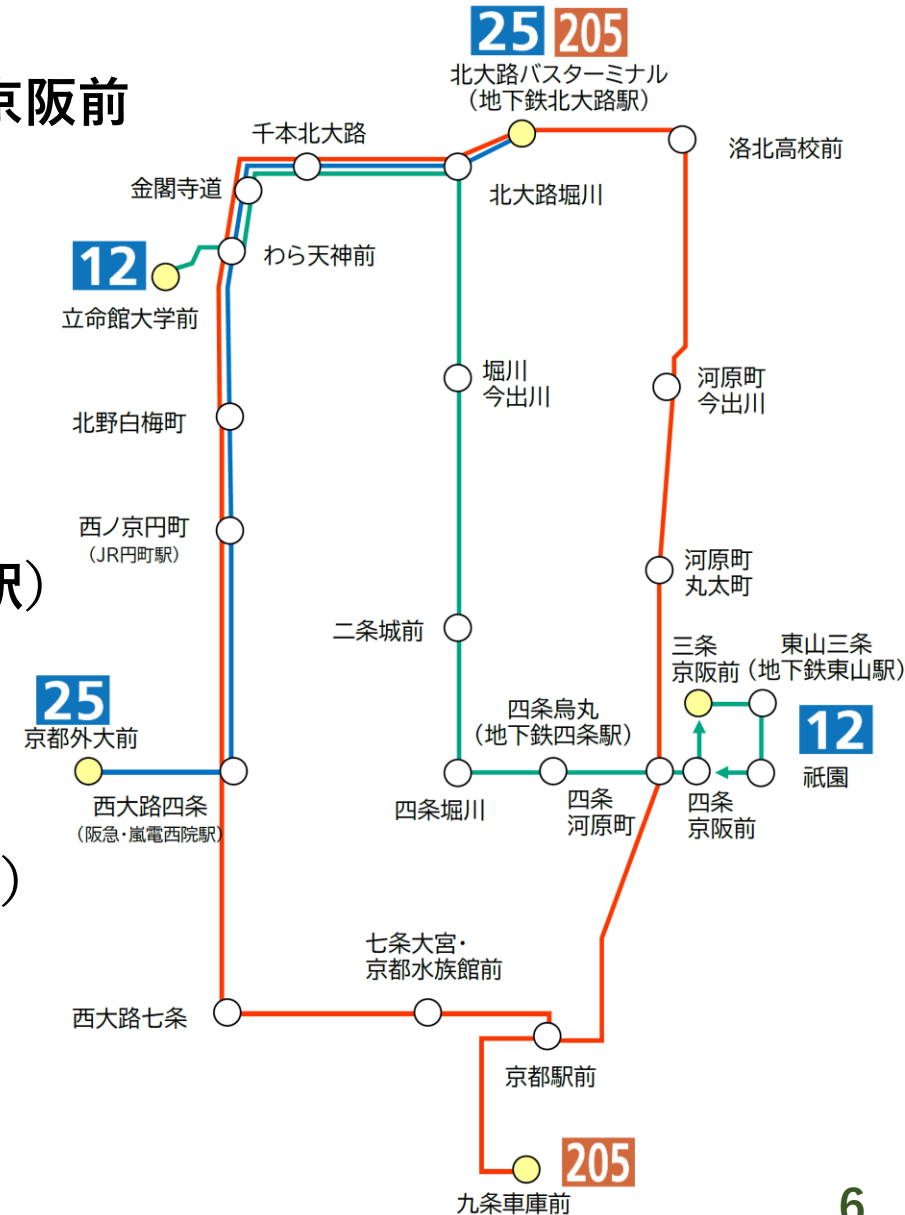 25 205
北大路バスターミナル
（地下鉄北大路駅）
京阪前
千本北大路
洛北高校前
金閣寺道
北大路堀川
12
わら天神前
立命館大学前
堀川
今出川
河原町
今出川
北野白梅町
西ノ京円町
（JR円町駅）
駅）
河原町
丸太町
二条城前
三条
京阪前
東山三条
（地下鉄東山駅）
25
京都外大前
四条烏丸
（地下鉄四条駅）
12
祇園
西大路四条
（阪急・嵐電西院駅）
四条堀川
四条
河原町
四条
京阪前
）
七条大宮・
京都水族館前
西大路七条
京都駅前
205
九条車庫前
6